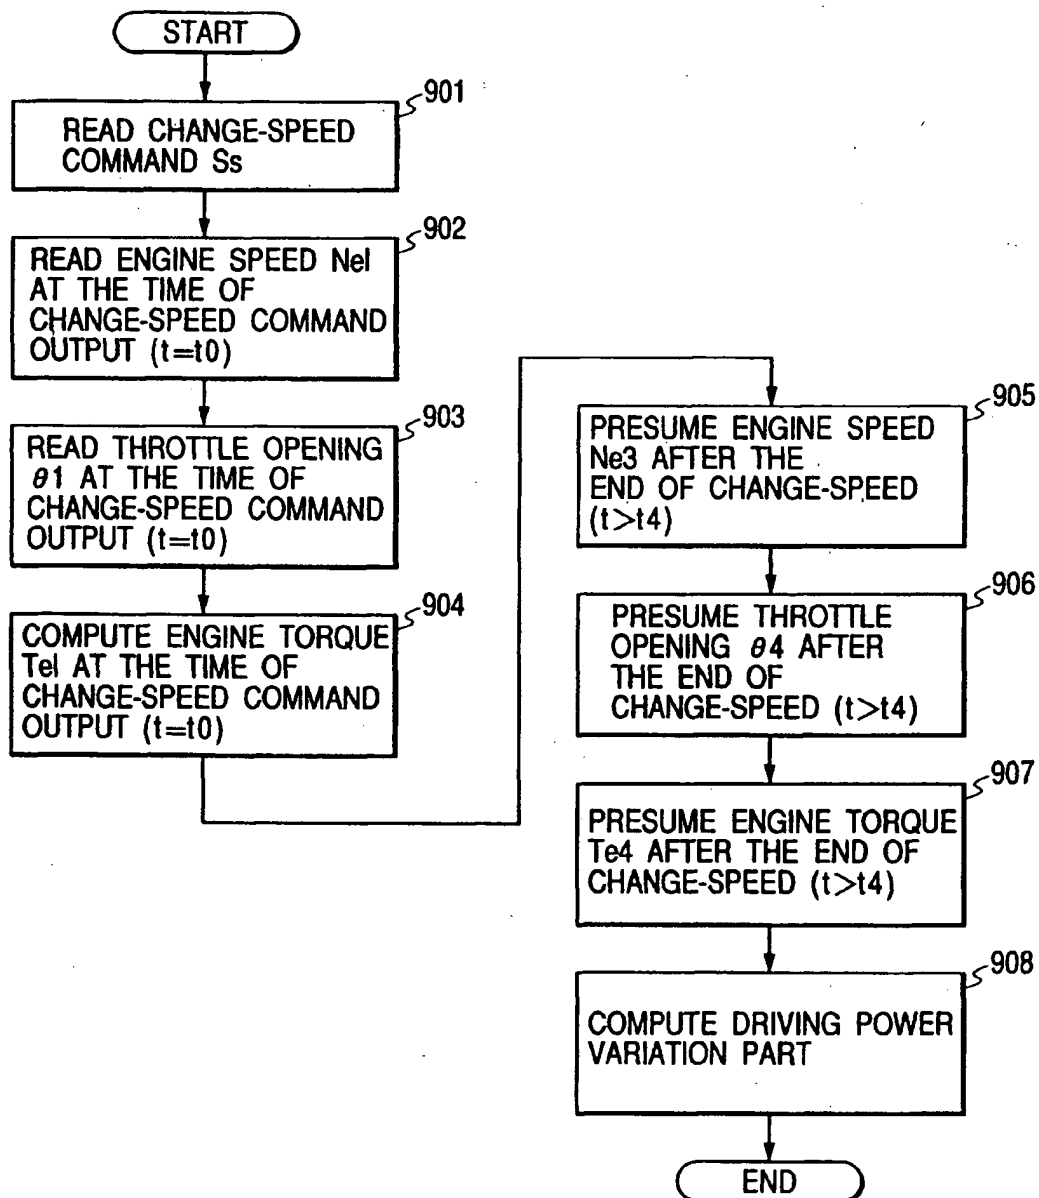 START
901
READ CHANGE-SPEED
COMMAND Ss
902
READ ENGINE SPEED Nel
AT THE TIME OF
CHANGE-SPEED COMMAND
OUTPUT (t=t0)
903
READ THROTTLE OPENING
θ1 AT THE TIME OF
CHANGE-SPEED COMMAND
OUTPUT (t=t0)
904
COMPUTE ENGINE TORQUE
Tel AT THE TIME OF
CHANGE-SPEED COMMAND
OUTPUT (t=t0)
905
PRESUME ENGINE SPEED
Ne3 AFTER THE
END OF CHANGE-SPEED
(t>t4)
906
PRESUME THROTTLE
OPENING θ4 AFTER
THE END OF
CHANGE-SPEED (t>t4)
907
PRESUME ENGINE TORQUE
Te4 AFTER THE END OF
CHANGE-SPEED (t>t4)
908
COMPUTE DRIVING POWER
VARIATION PART
END